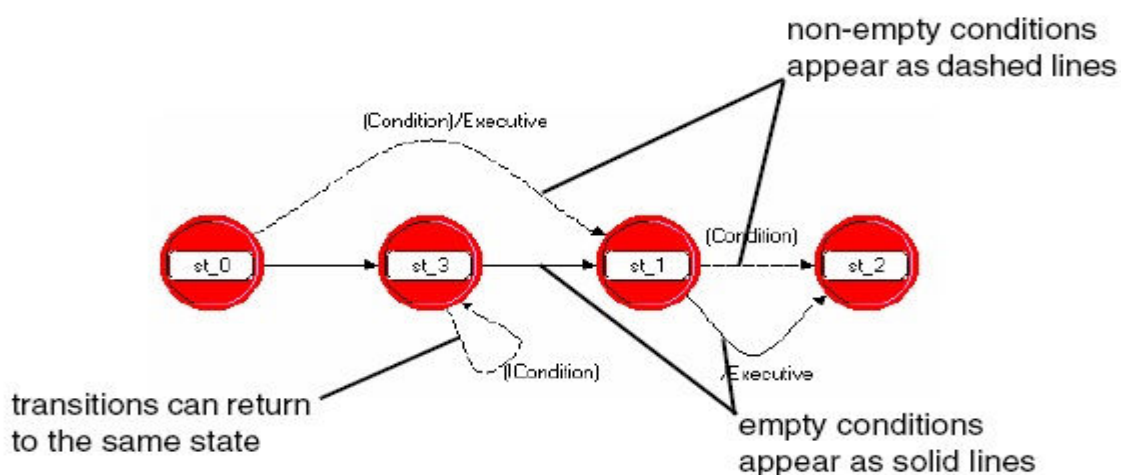 non-empty conditions
appear as dashed lines
(Condition)/Executive
st_0
st_3
st_1
(Condition)
st_2
(!Condition)
/Executive
transitions can return
to the same state
empty conditions
appear as solid lines